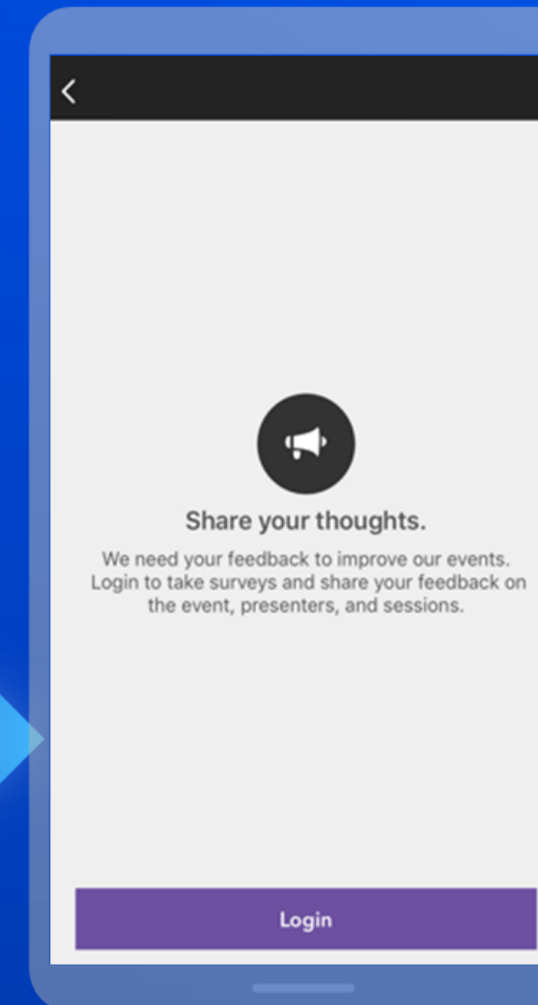 Share your thoughts.
We need your feedback to improve our events.
Login to take surveys and share your feedback on
the event, presenters, and sessions.
Login